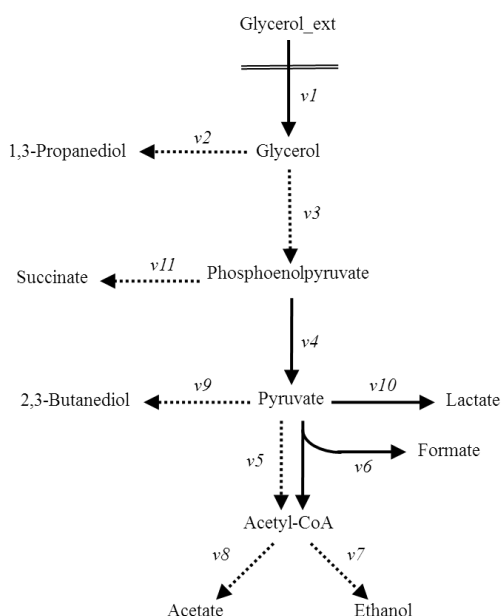 Glycerol_ext
v1
v2
1,3-Propanediol
Glycerol
v3
Succinate
v11
Phosphoenolpyruvate
v4
v9
v10
2,3-Butanediol
Pyruvate
Lactate
v5
v6
Formate
Acetyl-CoA
v8
v7
Acetate
Ethanol